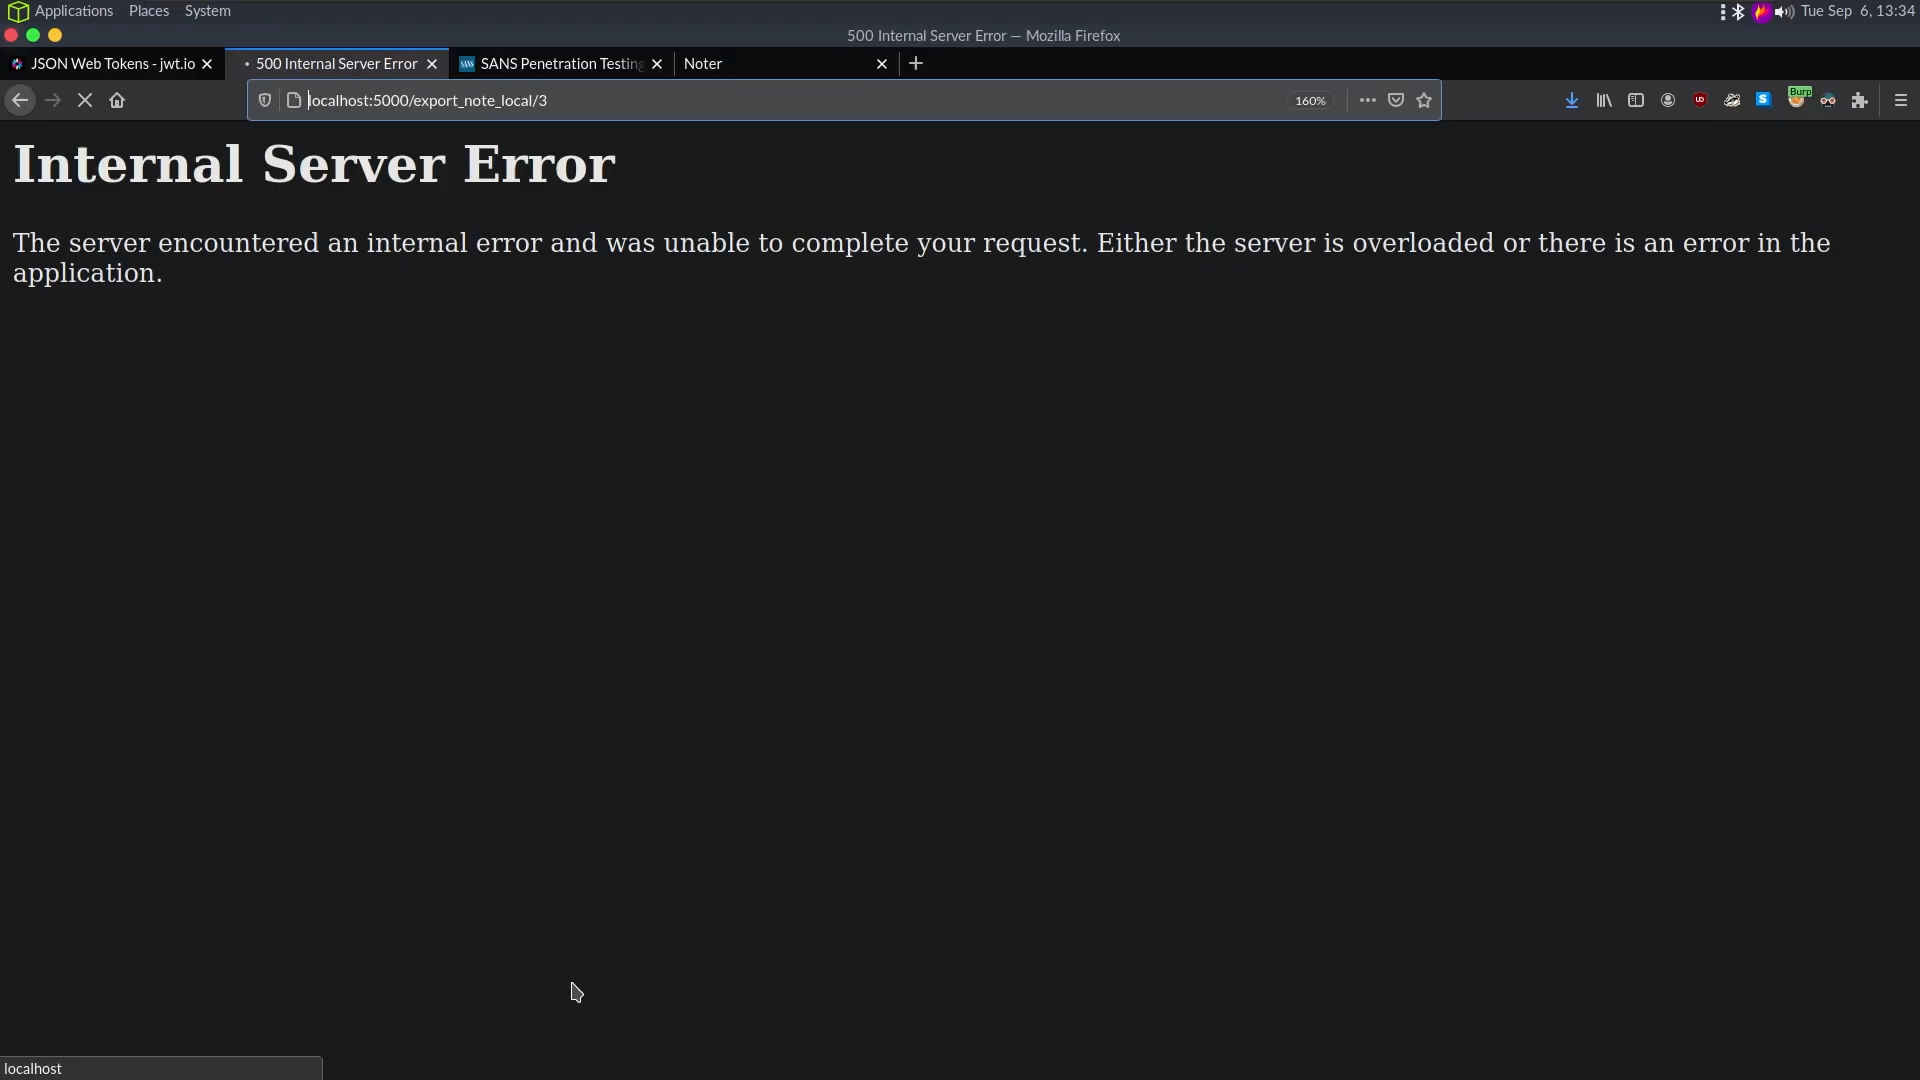 Applications Places System
Tue Sep 6, 13:34
500 Internal Server Error — Mozilla Firefox
JSON Web Tokens - jwt.io
500 Internal Server Error
SANS Penetration Testing
Noter
localhost:5000/export_note_local/3
160%
Burp
Internal Server Error
The server encountered an internal error and was unable to complete your request. Either the server is overloaded or there is an error in the
application.
localhost